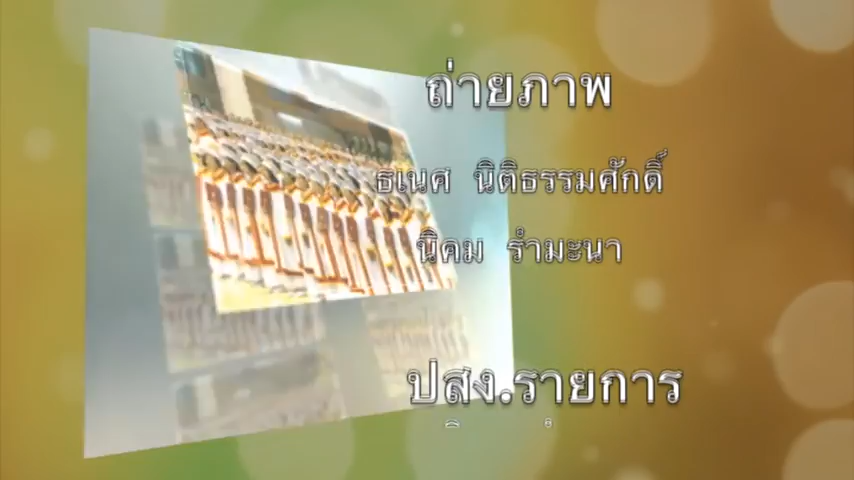 ถ่ายภาพ
ธเนศ นิติธรรมศักดิ์
นิคม รำมะนา
ปสง.รายการ